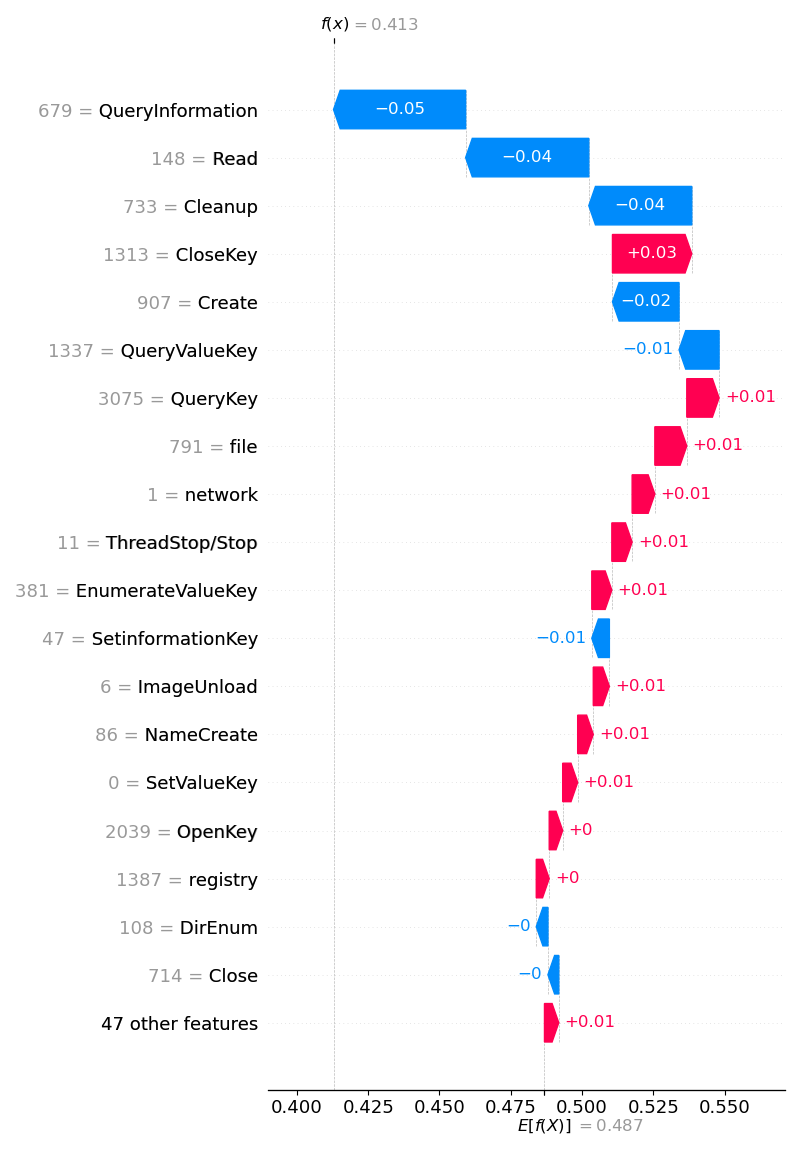 f(x) = 0.413
679 = QueryInformation −0.05
148 = Read −0.04
733 = Cleanup −0.04
1313 = CloseKey +0.03
907 = Create −0.02
1337 = QueryValueKey −0.01
3075 = QueryKey +0.01
791 = file +0.01
1 = network +0.01
11 = ThreadStop/Stop +0.01
381 = EnumerateValueKey +0.01
47 = SetinformationKey −0.01
6 = ImageUnload +0.01
86 = NameCreate +0.01
0 = SetValueKey +0.01
2039 = OpenKey +0
1387 = registry +0
108 = DirEnum −0
714 = Close −0
47 other features +0.01
0.400 0.425 0.450 0.475 0.500 0.525 0.550
E[f(X)] = 0.487